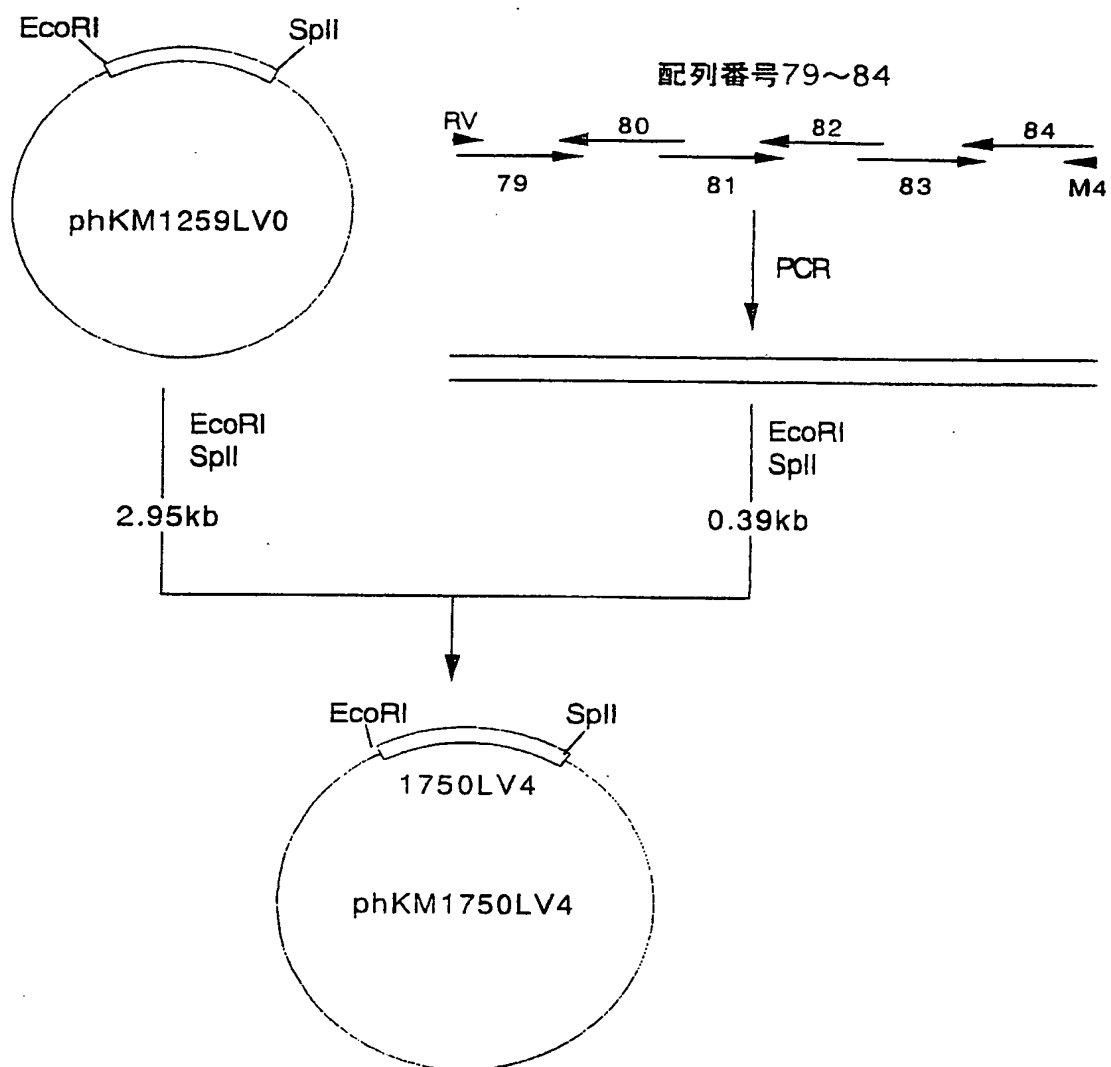 EcoRI
SplI
phKM1259LV0
配列番号79~84
RV
80
82
84
79
81
83
M4
PCR
EcoRI
SplI
EcoRI
SplI
2.95kb
0.39kb
EcoRI
SplI
1750LV4
phKM1750LV4